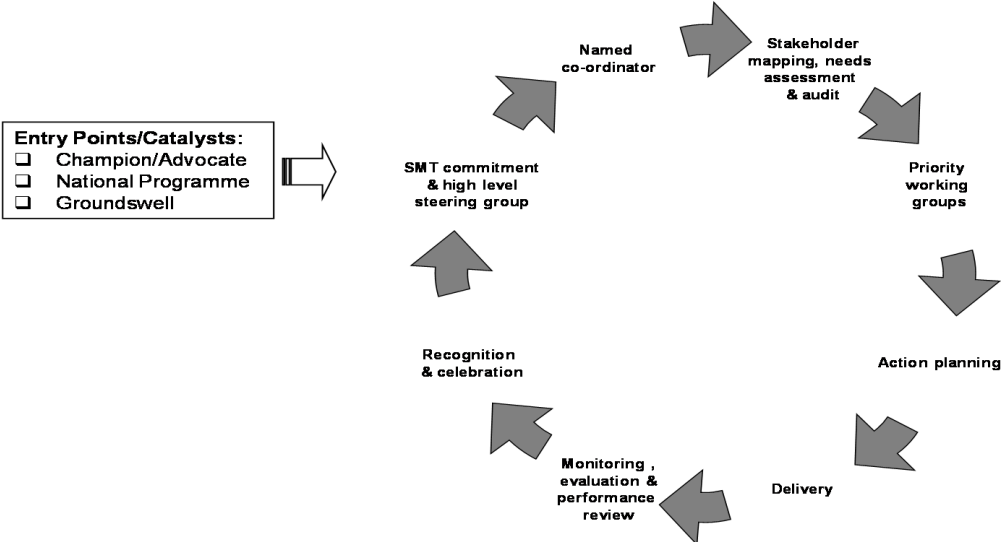 Entry Points/Catalysts:
❑ Champion/Advocate
❑ National Programme
❑ Groundswell
SMT commitment
& high level
steering group
Named
co-ordinator
Stakeholder
mapping, needs
assessment
& audit
Priority
working
groups
Action planning
Delivery
Monitoring ,
evaluation &
performance
review
Recognition
& celebration